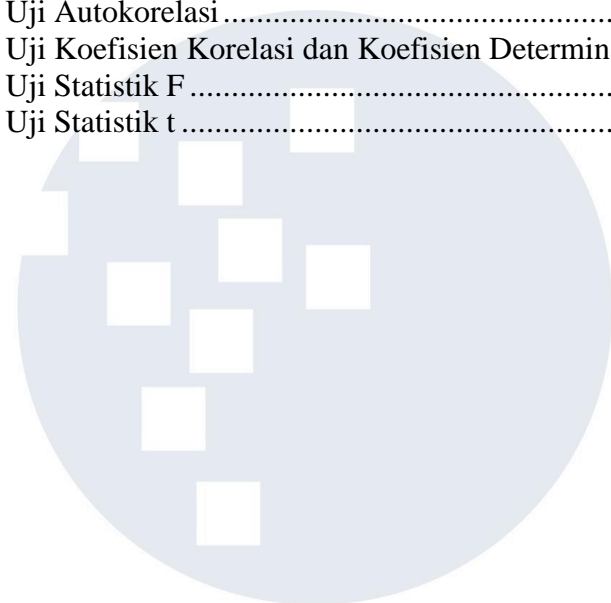 Uji Autokorelasi.....................................................
Uji Koefisien Korelasi dan Koefisien Determin
Uji Statistik F.........................................................
Uji Statistik t..........................................................